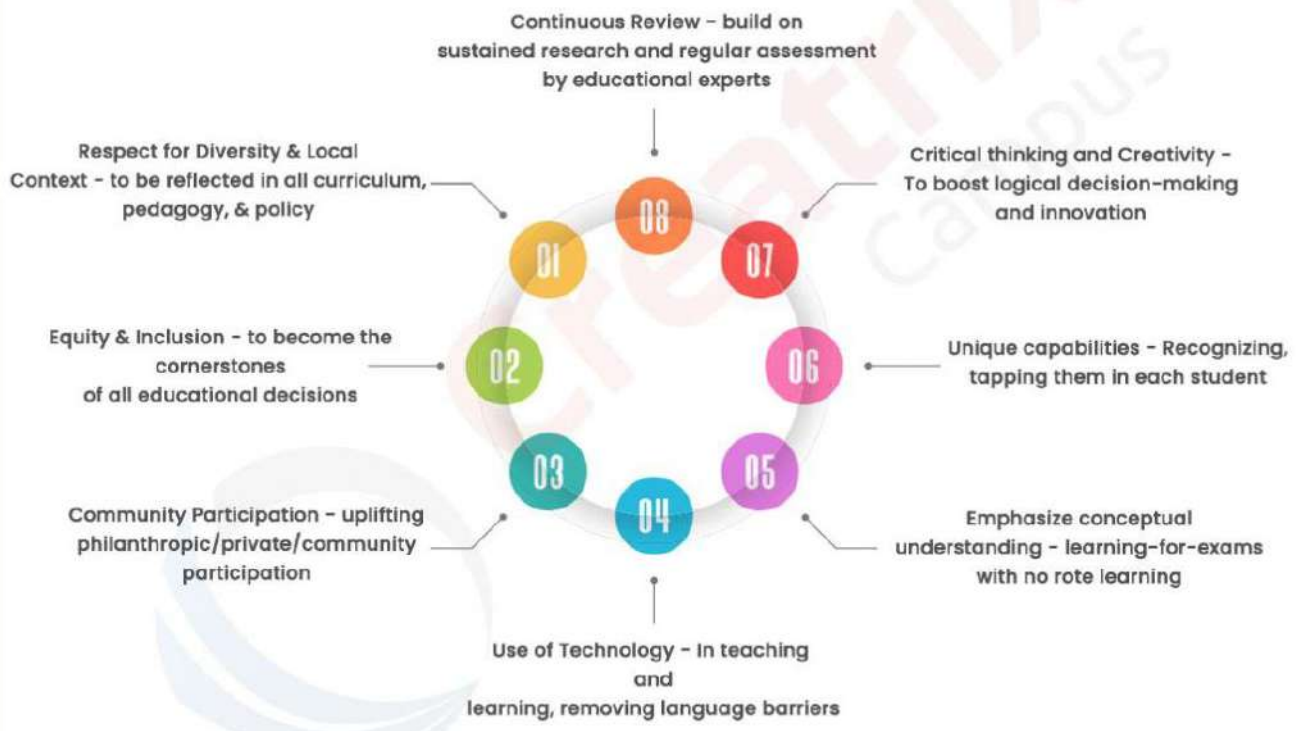 Continuous Review - build on
sustained research and regular assessment
by educational experts
Respect for Diversity & Local
Context - to be reflected in all curriculum,
pedagogy, & policy
Critical thinking and Creativity -
To boost logical decision-making
and innovation
08
01
07
Equity & Inclusion - to become the
cornerstones
of all educational decisions
02
06
Unique capabilities - Recognizing,
tapping them in each student
03
05
04
Community Participation - uplifting
philanthropic/private/community
participation
Emphasize conceptual
understanding - learning-for-exams
with no rote learning
Use of Technology - In teaching
and
learning, removing language barriers
Creatrix
Campus